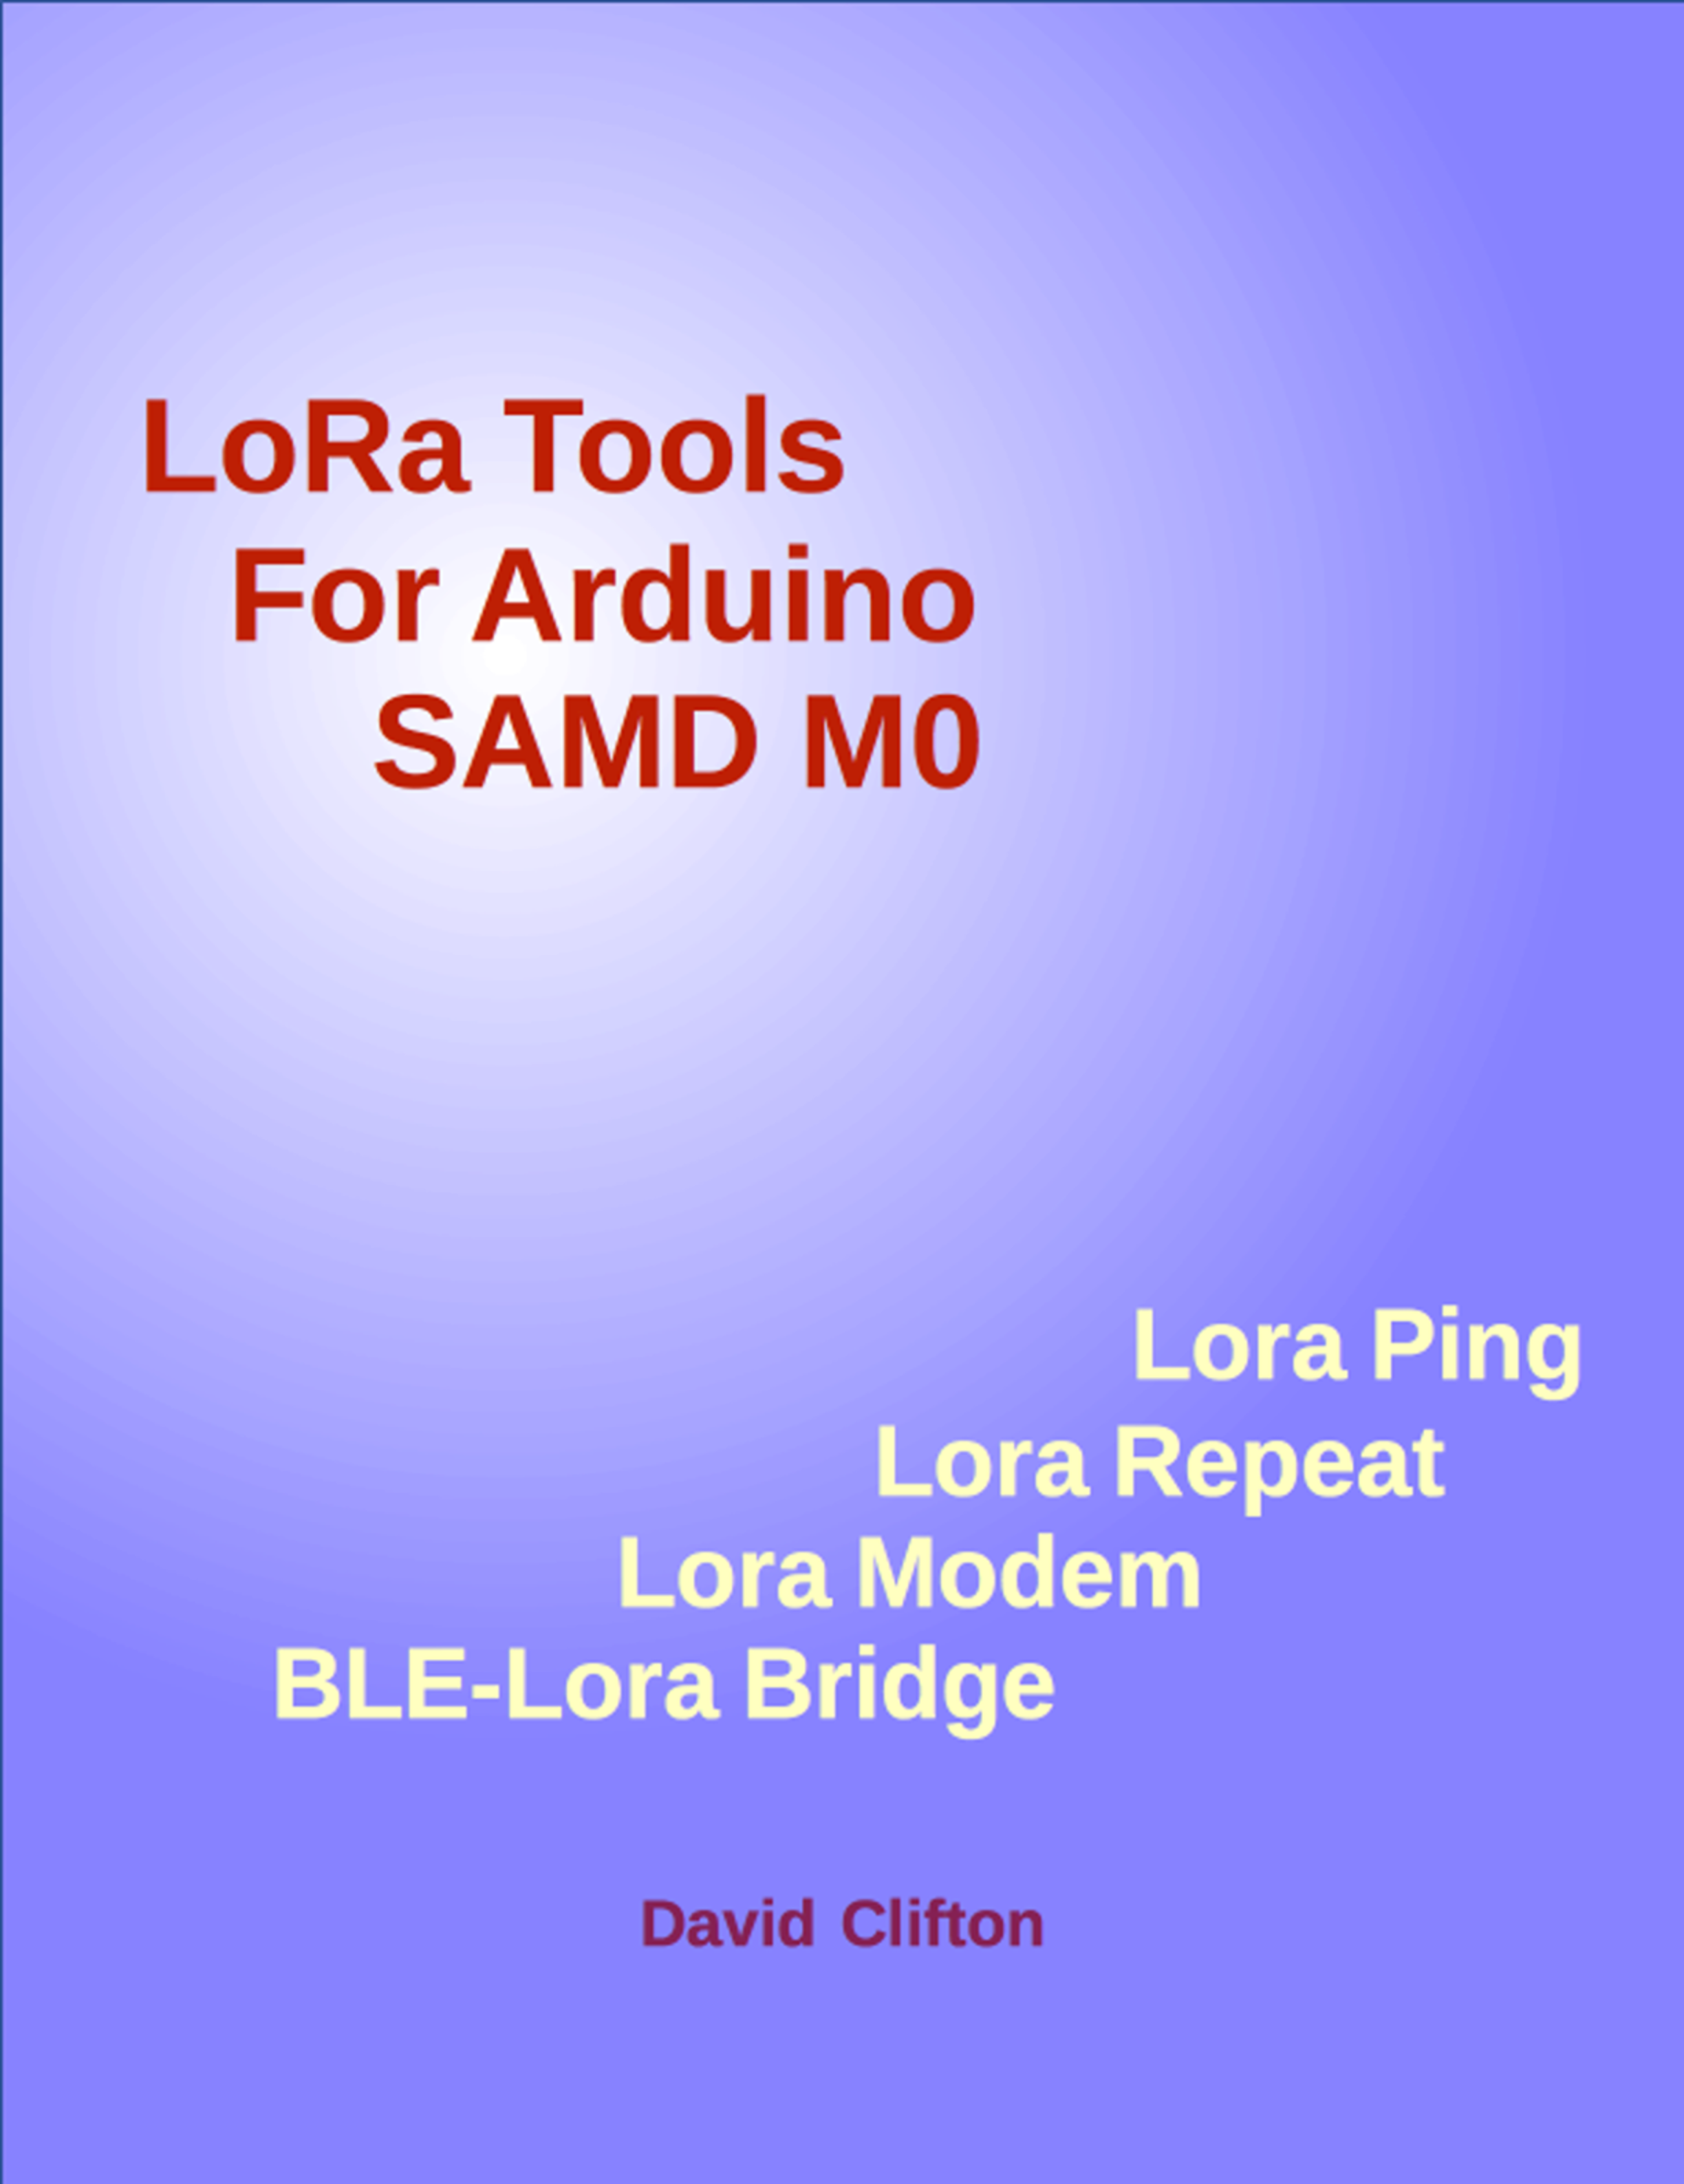 LoRa Tools
For Arduino
SAMD M0
Lora Ping
Lora Repeat
Lora Modem
BLE-Lora Bridge
David Clifton